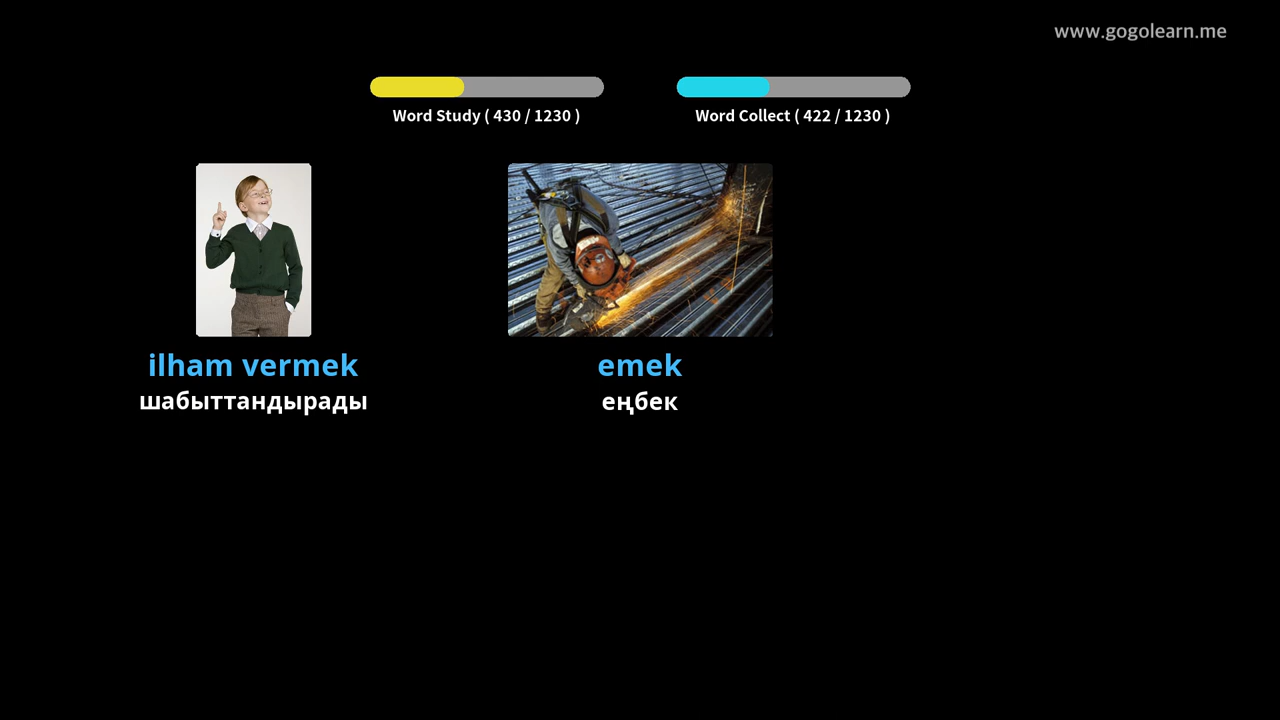 www.gogolearn.me
Word Study ( 430 / 1230 )
Word Collect ( 422 / 1230 )
ilham vermek
шабыттандырады
emek
еңбек